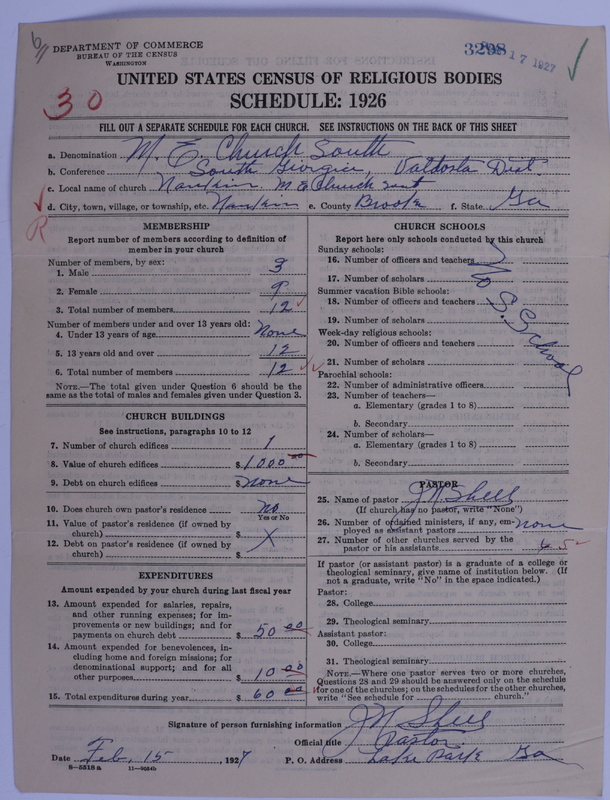 DEPARTMENT OF COMMERCE
BUREAU OF THE CENSUS
WASHINGTON
3298
17 1927
30
UNITED STATES CENSUS OF RELIGIOUS BODIES
SCHEDULE: 1926
FILL OUT A SEPARATE SCHEDULE FOR EACH CHURCH. SEE INSTRUCTIONS ON THE BACK OF THIS SHEET
a. Denomination M. E. Church South
b. Conference South Georgia, Valdosta Dist.
c. Local name of church Nankin M E Church South
d. City, town, village, or township, etc. Nankin e. County Brooks f. State Ga
R
MEMBERSHIP
Report number of members according to definition of member in your church
Number of members, by sex:
1. Male 3
2. Female 9
3. Total number of members 12
Number of members under and over 13 years old:
4. Under 13 years of age None
5. 13 years old and over 12
6. Total number of members 12
NOTE.—The total given under Question 6 should be the
same as the total of males and females given under Question 3.
CHURCH BUILDINGS
See instructions, paragraphs 10 to 12
7. Number of church edifices 1
8. Value of church edifices $ 1000 00
9. Debt on church edifices $ none
10. Does church own pastor's residence no
Yes or No
11. Value of pastor's residence (if owned by
church) $ X
12. Debt on pastor's residence (if owned by
church) $
EXPENDITURES
Amount expended by your church during last fiscal year
13. Amount expended for salaries, repairs,
and other running expenses; for im-
provements or new buildings; and for
payments on church debt $ 50 00
14. Amount expended for benevolences, in-
cluding home and foreign missions; for
denominational support; and for all
other purposes $ 10 00
15. Total expenditures during year $ 60 00
CHURCH SCHOOLS
Report here only schools conducted by this church
Sunday schools:
16. Number of officers and teachers
17. Number of scholars
Summer vacation Bible schools:
18. Number of officers and teachers
19. Number of scholars
Week-day religious schools:
20. Number of officers and teachers
21. Number of scholars
Parochial schools:
22. Number of administrative officers
23. Number of teachers—
a. Elementary (grades 1 to 8)
b. Secondary
24. Number of scholars—
a. Elementary (grades 1 to 8)
b. Secondary
No S. School
PASTOR
25. Name of pastor
(If church has no pastor, write "None")
26. Number of ordained ministers, if any, em-
ployed as assistant pastors none
27. Number of other churches served by the
pastor or his assistants
If pastor (or assistant pastor) is a graduate of a college or
theological seminary, give name of institution below. (If
not a graduate, write "No" in the space indicated.)
Pastor:
28. College
29. Theological seminary
Assistant pastor:
30. College
31. Theological seminary
NOTE.—Where one pastor serves two or more churches,
Questions 28 and 29 should be answered only on the schedule
for one of the churches; on the schedules for the other churches,
write "See schedule for church."
Signature of person furnishing information
Official title Pastor
Date Feb, 15, 1927 P. O. Address Lake Park Ga
8—5518a 11—9024b